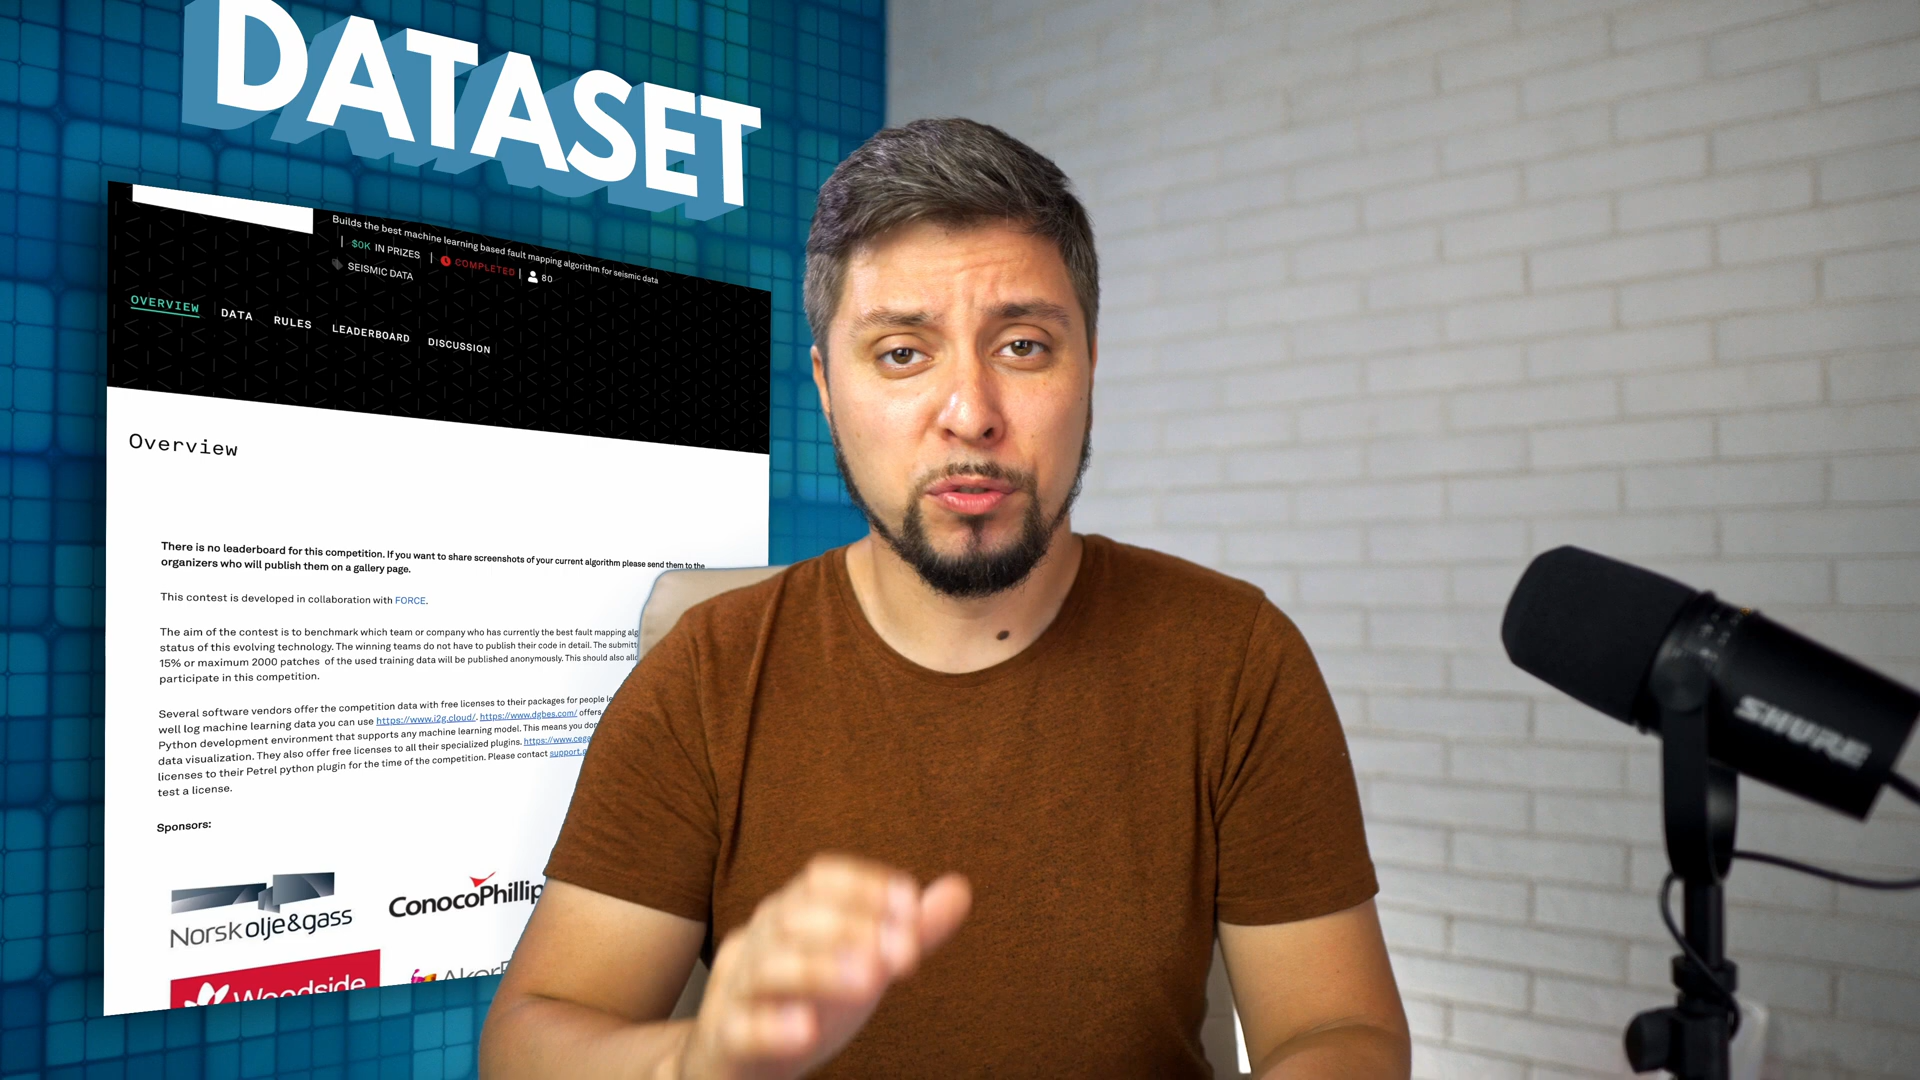 DATASET
Builds the best machine learning based fault mapping algorithm for seismic data
| $0K IN PRIZES | COMPLETED | 80
SEISMIC DATA
OVERVIEW DATA RULES LEADERBOARD DISCUSSION
Overview
There is no leaderboard for this competition. If you want to share screenshots of your current algorithm please send them to the
organizers who will publish them on a gallery page.
This contest is developed in collaboration with FORCE.
The aim of the contest is to benchmark which team or company who has currently the best fault mapping alg
status of this evolving technology. The winning teams do not have to publish their code in detail. The submitt
15% or maximum 2000 patches of the used training data will be published anonymously. This should also all
participate in this competition.
Several software vendors offer the competition data with free licenses to their packages for people le
well log machine learning data you can use https://www.i2g.cloud/. https://www.dgbes.com/ offers
Python development environment that supports any machine learning model. This means you don
data visualization. They also offer free licenses to all their specialized plugins. https://www.cega
licenses to their Petrel python plugin for the time of the competition. Please contact support.
test a license.
Sponsors:
Norsk olje&gass
ConocoPhillip
Woodside
Aker
SHURE